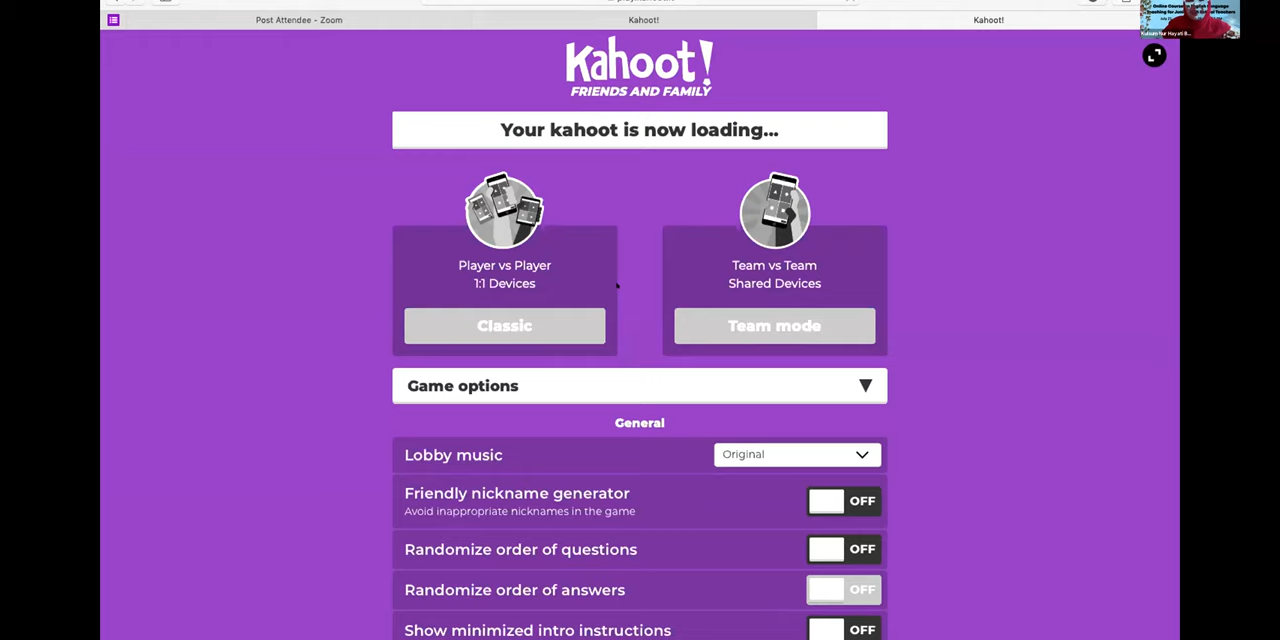 Post Attendee - Zoom
Kahoot!
Kahoot!
Kahoot!
FRIENDS AND FAMILY
Your kahoot is now loading...
Player vs Player
1:1 Devices
Classic
Team vs Team
Shared Devices
Team mode
Game options
General
Lobby music
Original
Friendly nickname generator
Avoid inappropriate nicknames in the game
OFF
Randomize order of questions
OFF
Randomize order of answers
OFF
Show minimized intro instructions
OFF